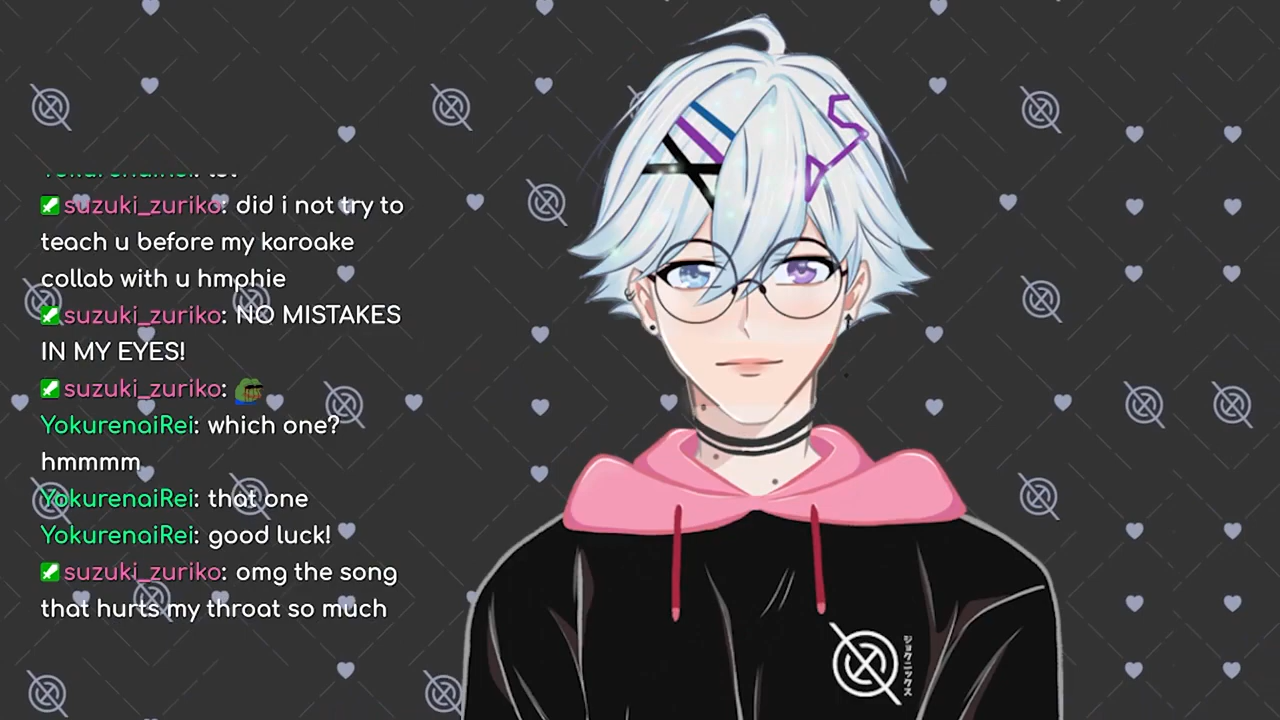 suzuki_zuriko: did i not try to
teach u before my karoake
collab with u hmphie
suzuki_zuriko: NO MISTAKES
IN MY EYES!
suzuki_zuriko:
YokurenaiRei: which one?
hmmmm
YokurenaiRei: that one
YokurenaiRei: good luck!
suzuki_zuriko: omg the song
that hurts my throat so much